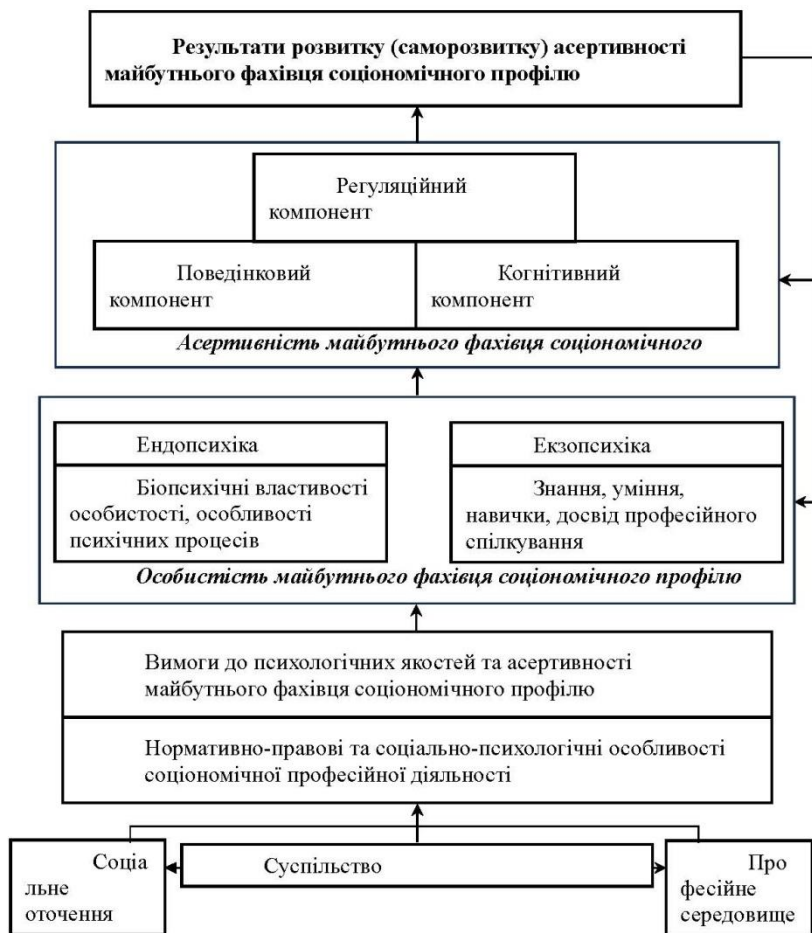 Результати розвитку (саморозвитку) асертивності
майбутнього фахівця соціономічного профілю
Регуляційний
компонент
Поведінковий
компонент
Когнітивний
компонент
Асертивність майбутнього фахівця соціономічного
Ендопсихіка
Біопсихічні властивості
особистості, особливості
психічних процесів
Екзопсихіка
Знання, уміння,
навички, досвід професійного
спілкування
Особистість майбутнього фахівця соціономічного профілю
Вимоги до психологічних якостей та асертивності
майбутнього фахівця соціономічного профілю
Нормативно-правові та соціально-психологічні особливості
соціономічної професійної діяльності
Соціа
льне
оточення
Суспільство
Про
фесійне
середовище